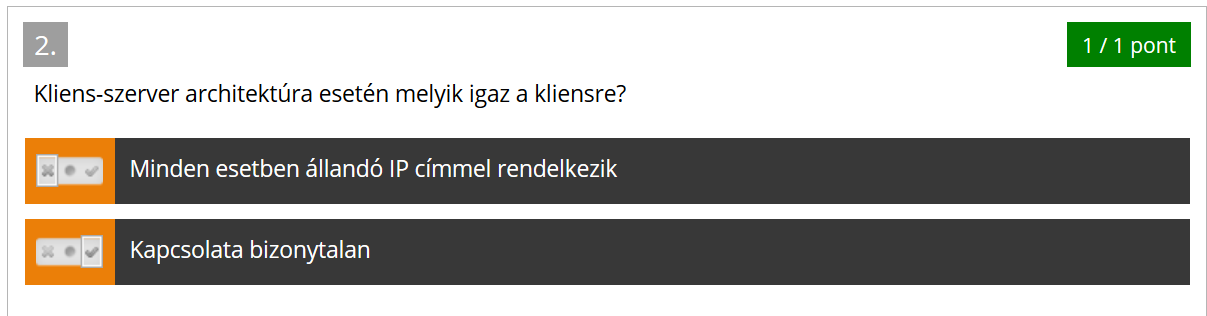 2.
1 / 1 pont
Kliens-szerver architektúra esetén melyik igaz a kliensre?
Minden esetben állandó IP címmel rendelkezik
Kapcsolata bizonytalan